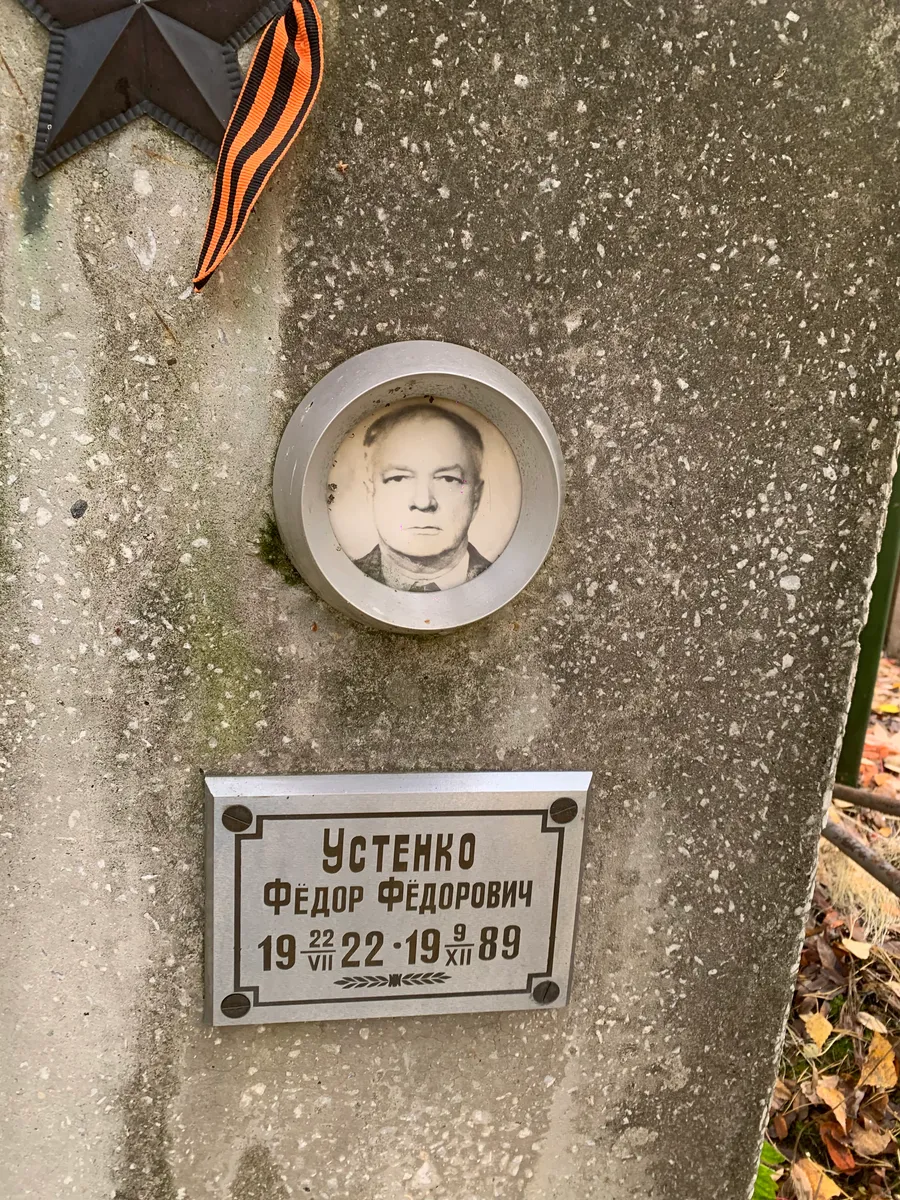 УСТЕНКО
ФЁДОР ФЁДОРОВИЧ
19 22/VII 22 · 19 9/XII 89